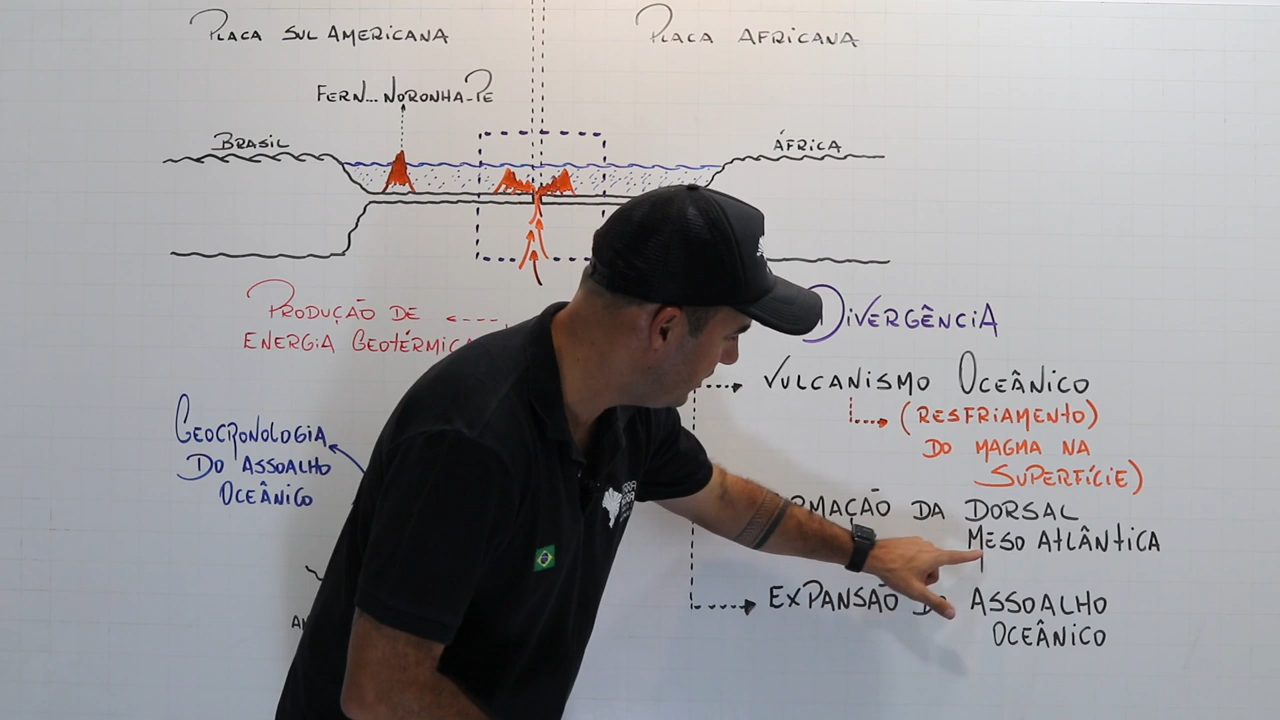 PLACA SUL AMERICANA
PLACA AFRICANA
FERN... NORONHA-PE
BRASIL
ÁFRICA
PRODUÇÃO DE
ENERGIA GEOTÉRMICA
DIVERGÊNCIA
VULCANISMO OCEÂNICO
(RESFRIAMENTO)
DO MAGMA NA
SUPERFÍCIE)
GEOCRONOLOGIA
DO ASSOALHO
OCEÂNICO
DA DORSAL
MESO ATLÂNTICA
EXPANSÃO DO ASSOALHO
OCEÂNICO